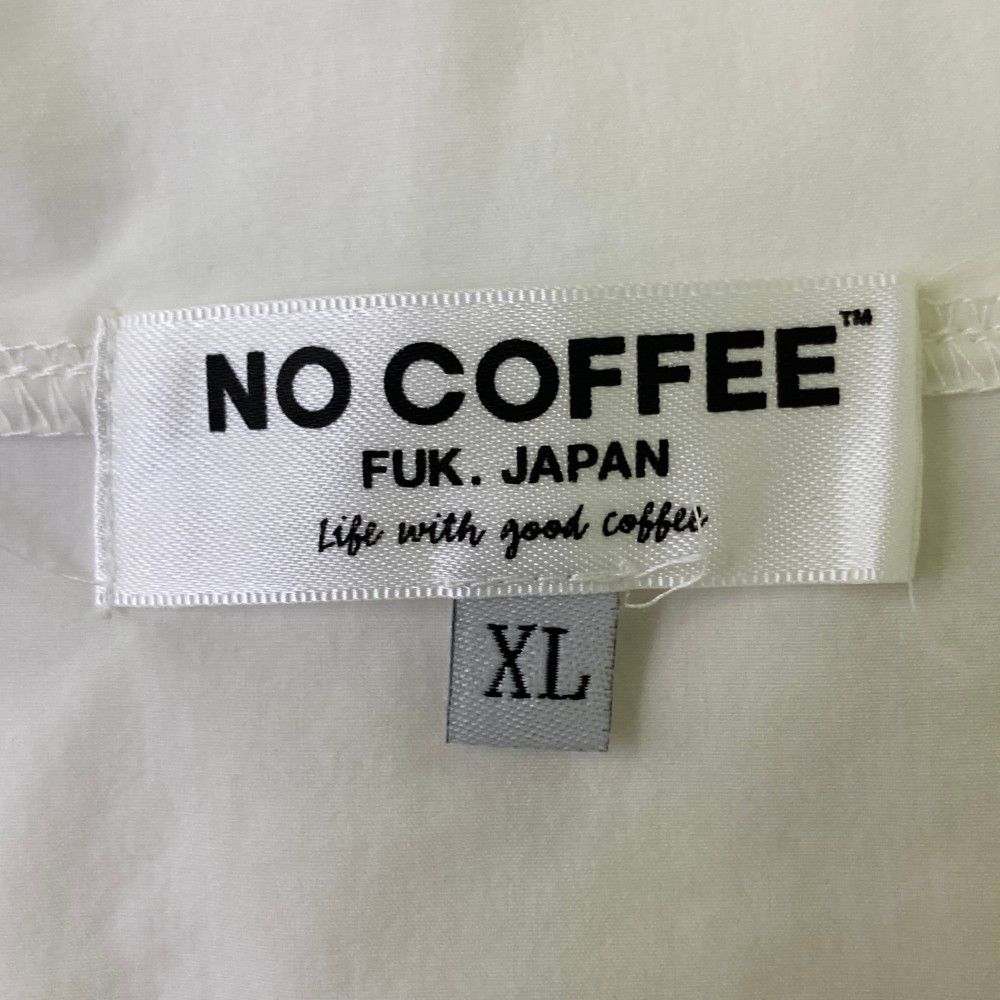 NO COFFEE™
FUK. JAPAN
Life with good coffee
XL